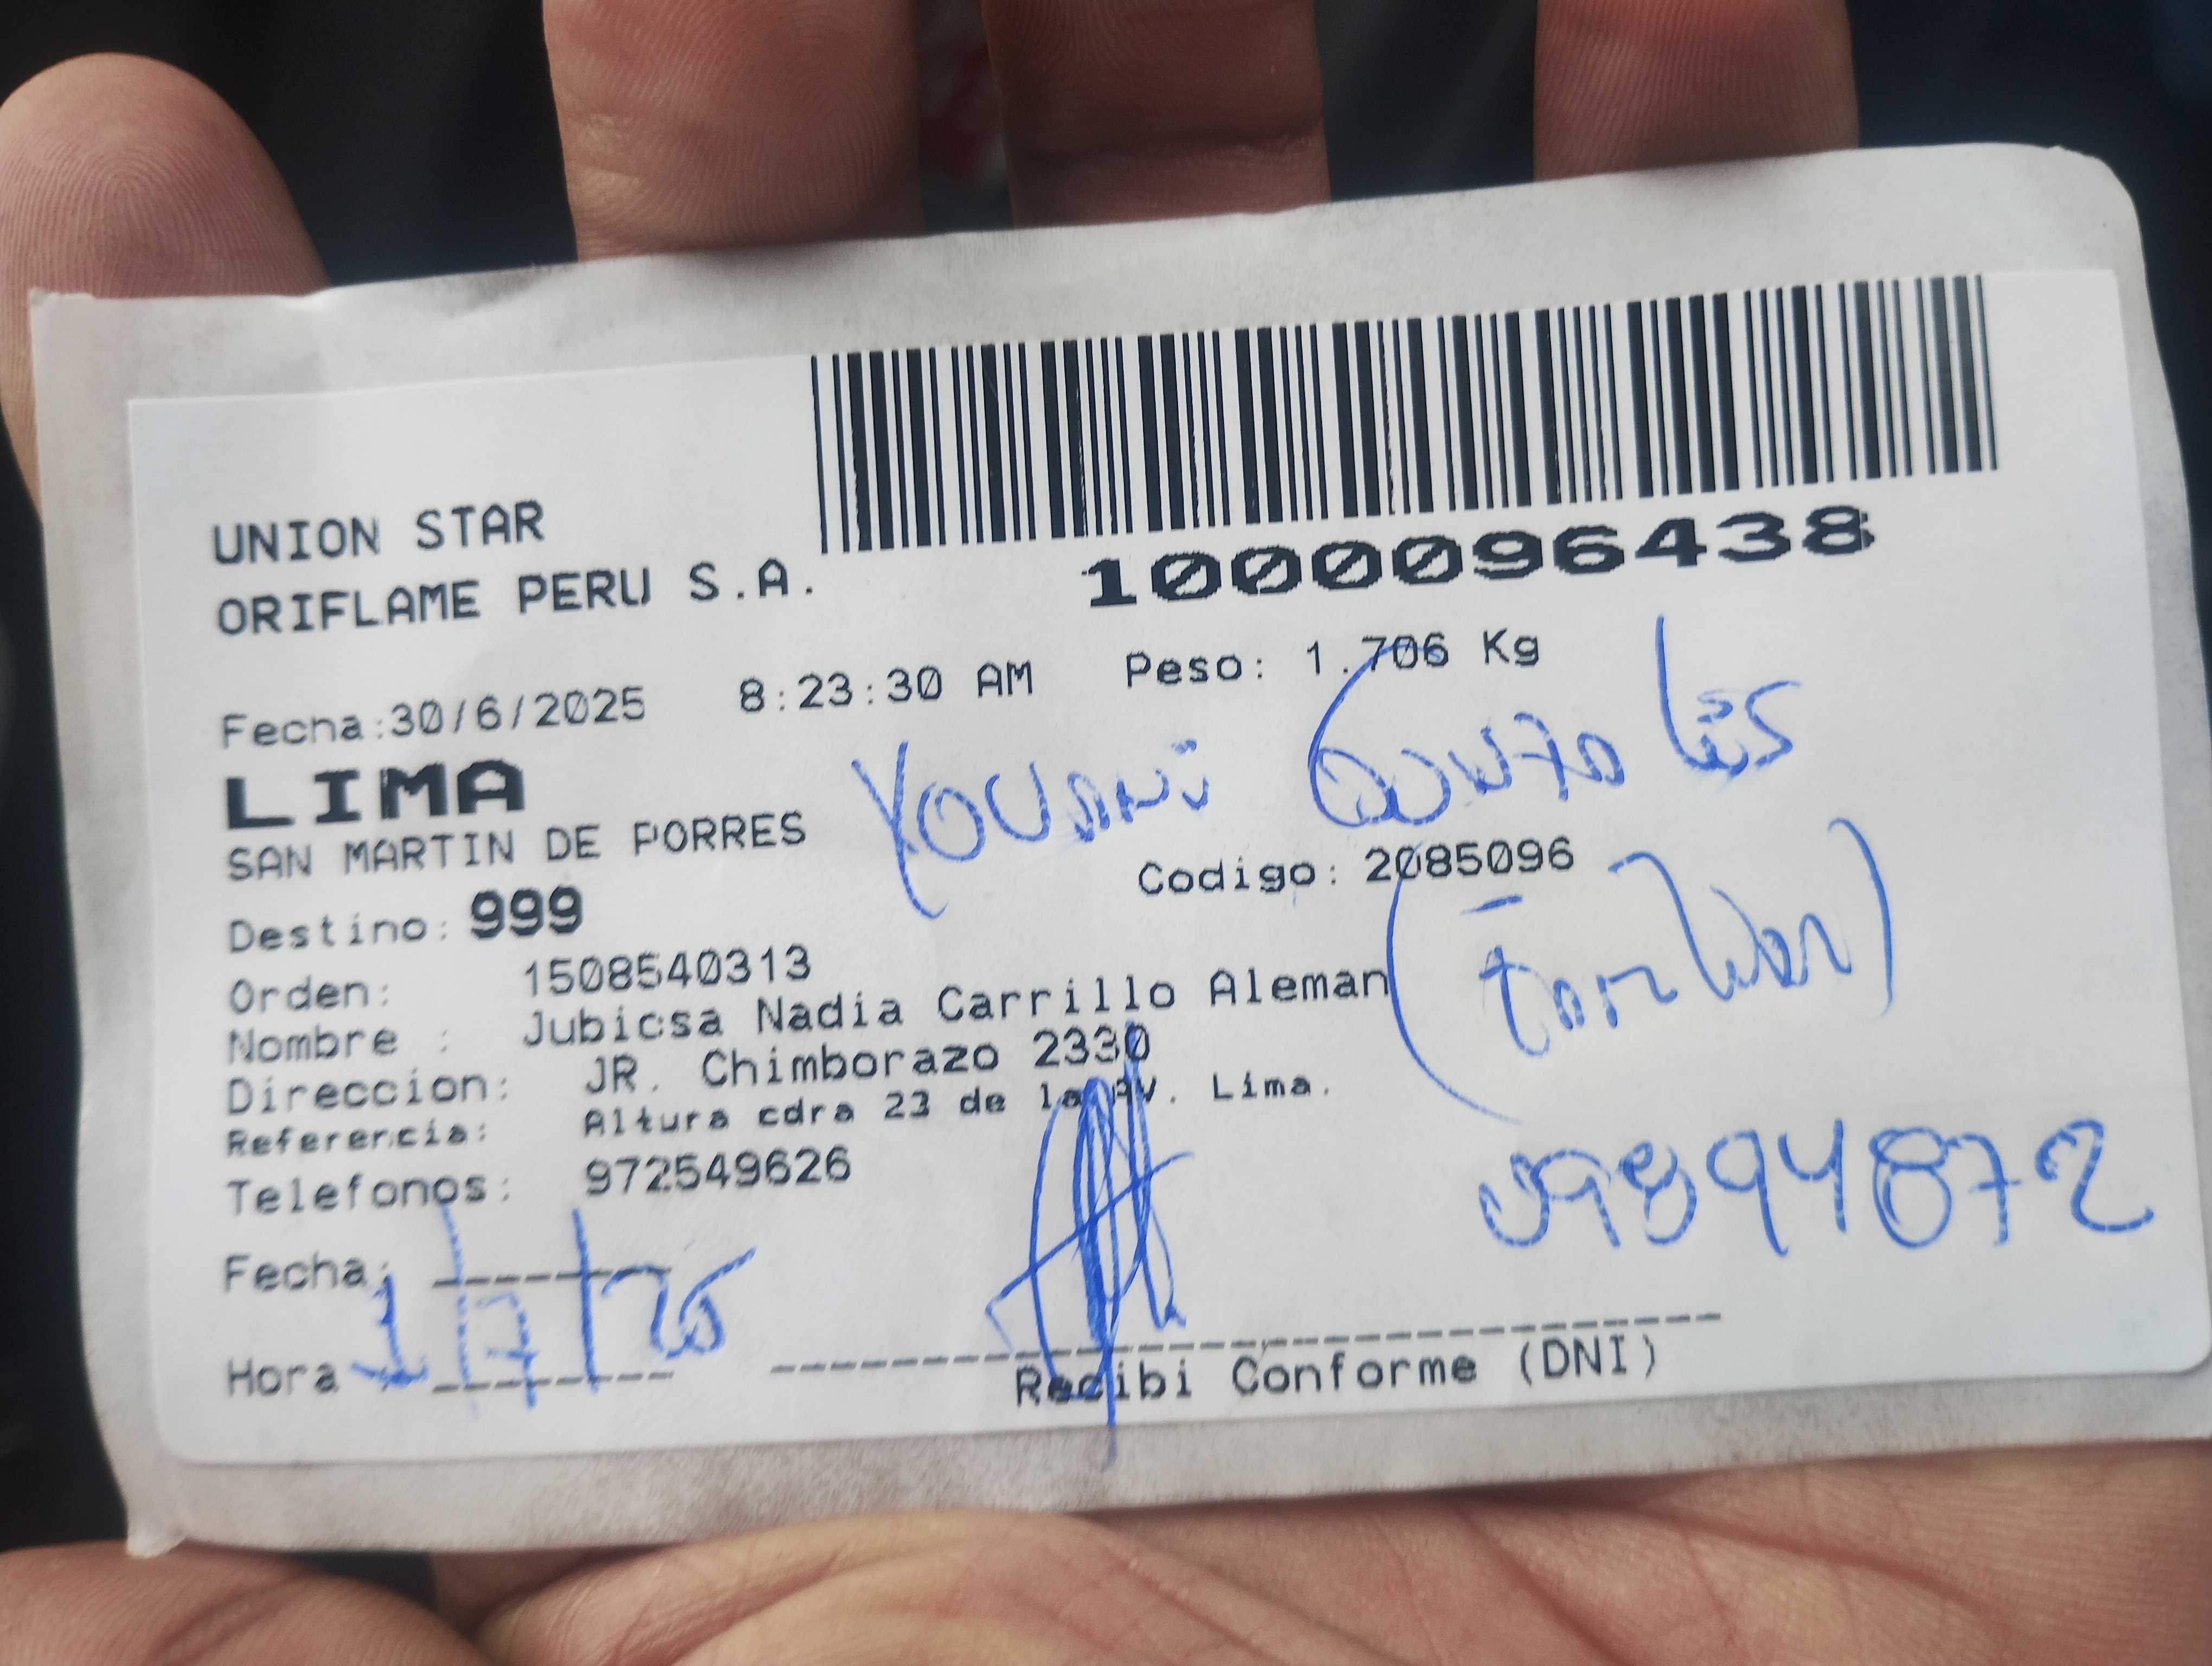 UNION STAR
ORIFLAME PERU S.A.
1000096438
Fecha:30/6/2025 8:23:30 AM Peso: 1.706 Kg
LIMA
SAN MARTIN DE PORRES
Codigo: 2085096
Destino: 999
Orden: 1508540313
Nombre : Jubicsa Nadia Carrillo Aleman
Direccion: JR. Chimborazo 2330
Referencia: Altura cdra 23 de la AV. Lima.
Telefonos: 972549626
09894872
Fecha: 1/7/25
Hora
Recibi Conforme (DNI)